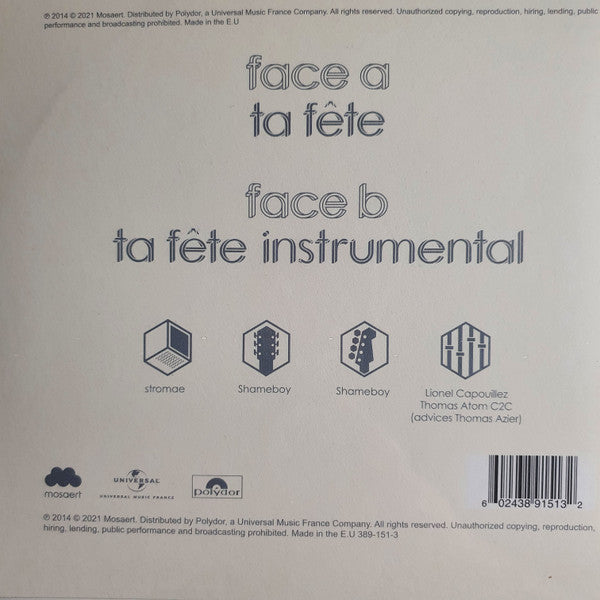 ℗ 2014 © 2021 Mosaert. Distributed by Polydor, a Universal Music France Company. All rights reserved. Unauthorized copying, reproduction, hiring, lending, public
performance and broadcasting prohibited. Made in the E.U
face a
ta fête
face b
ta fête instrumental
stromae
Shameboy
Shameboy
Lionel Capouillez
Thomas Atom C2C
(advices Thomas Azier)
mosaert
UNIVERSAL
UNIVERSAL MUSIC FRANCE
polydor
6 02438 91513 2
℗ 2014 © 2021 Mosaert. Distributed by Polydor, a Universal Music France Company. All rights reserved. Unauthorized copying, reproduction,
hiring, lending, public performance and broadcasting prohibited. Made in the E.U 389-151-3